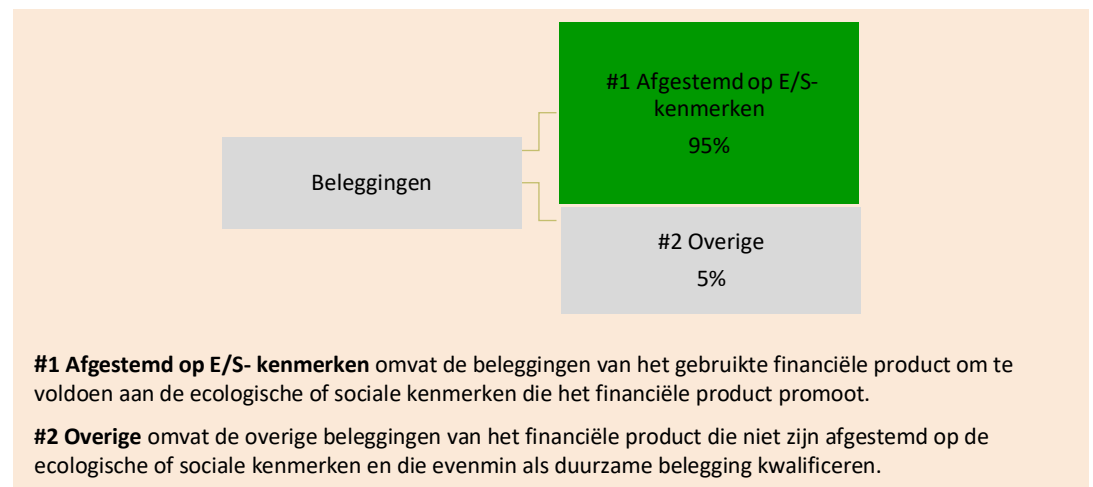 #1 Afgestemd op E/S-
kenmerken
95%
Beleggingen
#2 Overige
5%
#1 Afgestemd op E/S- kenmerken omvat de beleggingen van het gebruikte financiële product om te
voldoen aan de ecologische of sociale kenmerken die het financiële product promoot.
#2 Overige omvat de overige beleggingen van het financiële product die niet zijn afgestemd op de
ecologische of sociale kenmerken en die evenmin als duurzame belegging kwalificeren.